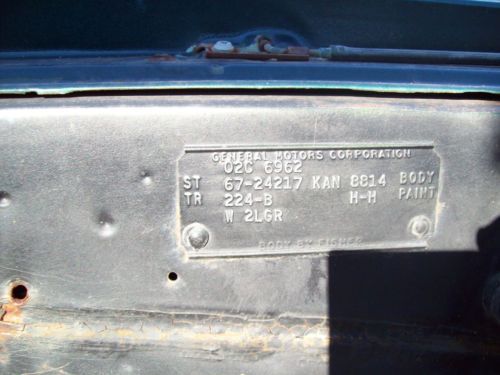 GENERAL MOTORS CORPORATION
02C 6962
ST 67-24217 KAN 8814 BODY
TR 224-B H-H PAINT
W 2LGR
BODY BY FISHER